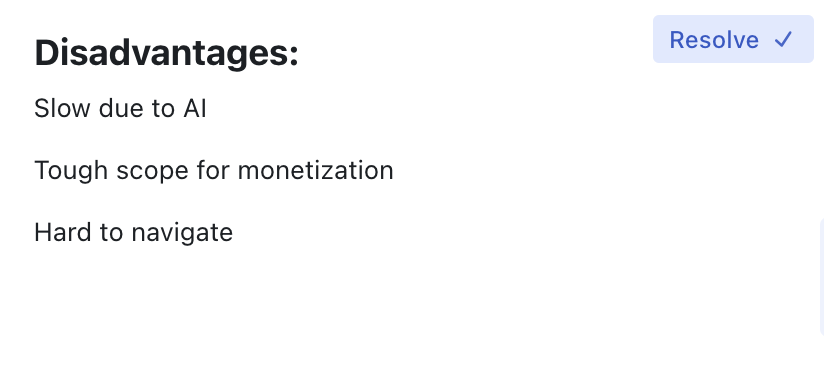 Disadvantages:
Resolve ✓
Slow due to AI
Tough scope for monetization
Hard to navigate